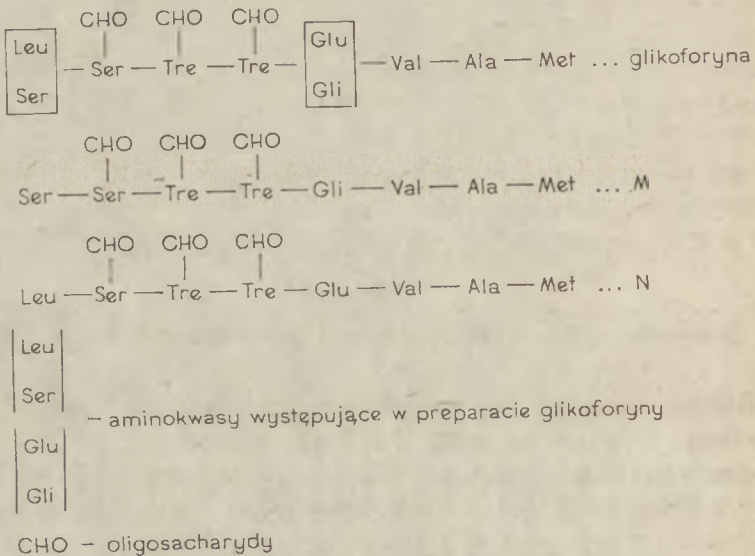 CHO CHO CHO
Leu Glu
— Ser — Tre — Tre — — Val — Ala — Met ... glikoforyna
Ser Gli
CHO CHO CHO
Ser — Ser — Tre — Tre — Gli — Val — Ala — Met ... M
CHO CHO CHO
Leu — Ser — Tre — Tre — Glu — Val — Ala — Met ... N
Leu
Ser
– aminokwasy występujące w preparacie glikoforyny
Glu
Gli
CHO – oligosacharydy